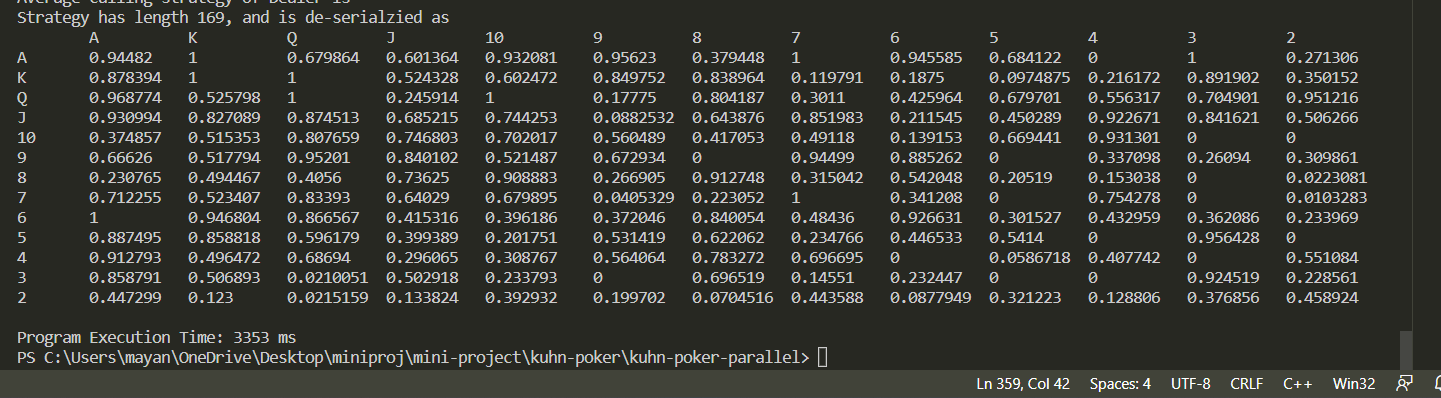 Average Calling Strategy of Dealer is
Strategy has length 169, and is de-serialzied as
A K Q J 10 9 8 7 6 5 4 3 2
A 0.94482 1 0.679864 0.601364 0.932081 0.95623 0.379448 1 0.945585 0.684122 0 1 0.271306
K 0.878394 1 1 0.524328 0.602472 0.849752 0.838964 0.119791 0.1875 0.0974875 0.216172 0.891902 0.350152
Q 0.968774 0.525798 1 0.245914 1 0.17775 0.804187 0.3011 0.425964 0.679701 0.556317 0.704901 0.951216
J 0.930994 0.827089 0.874513 0.685215 0.744253 0.0882532 0.643876 0.851983 0.211545 0.450289 0.922671 0.841621 0.506266
10 0.374857 0.515353 0.807659 0.746803 0.702017 0.560489 0.417053 0.49118 0.139153 0.669441 0.931301 0 0
9 0.66626 0.517794 0.95201 0.840102 0.521487 0.672934 0 0.94499 0.885262 0 0.337098 0.26094 0.309861
8 0.230765 0.494467 0.4056 0.73625 0.908883 0.266905 0.912748 0.315042 0.542048 0.20519 0.153038 0 0.0223081
7 0.712255 0.523407 0.83393 0.64029 0.679895 0.0405329 0.223052 1 0.341208 0 0.754278 0 0.0103283
6 1 0.946804 0.866567 0.415316 0.396186 0.372046 0.840054 0.48436 0.926631 0.301527 0.432959 0.362086 0.233969
5 0.887495 0.858818 0.596179 0.399389 0.201751 0.531419 0.622062 0.234766 0.446533 0.5414 0 0.956428 0
4 0.912793 0.496472 0.68694 0.296065 0.308767 0.564064 0.783272 0.696695 0 0.0586718 0.407742 0 0.551084
3 0.858791 0.506893 0.0210051 0.502918 0.233793 0 0.696519 0.14551 0.232447 0 0 0.924519 0.228561
2 0.447299 0.123 0.0215159 0.133824 0.392932 0.199702 0.0704516 0.443588 0.0877949 0.321223 0.128806 0.376856 0.458924
Program Execution Time: 3353 ms
PS C:\Users\mayan\OneDrive\Desktop\miniproj\mini-project\kuhn-poker\kuhn-poker-parallel>
Ln 359, Col 42 Spaces: 4 UTF-8 CRLF C++ Win32